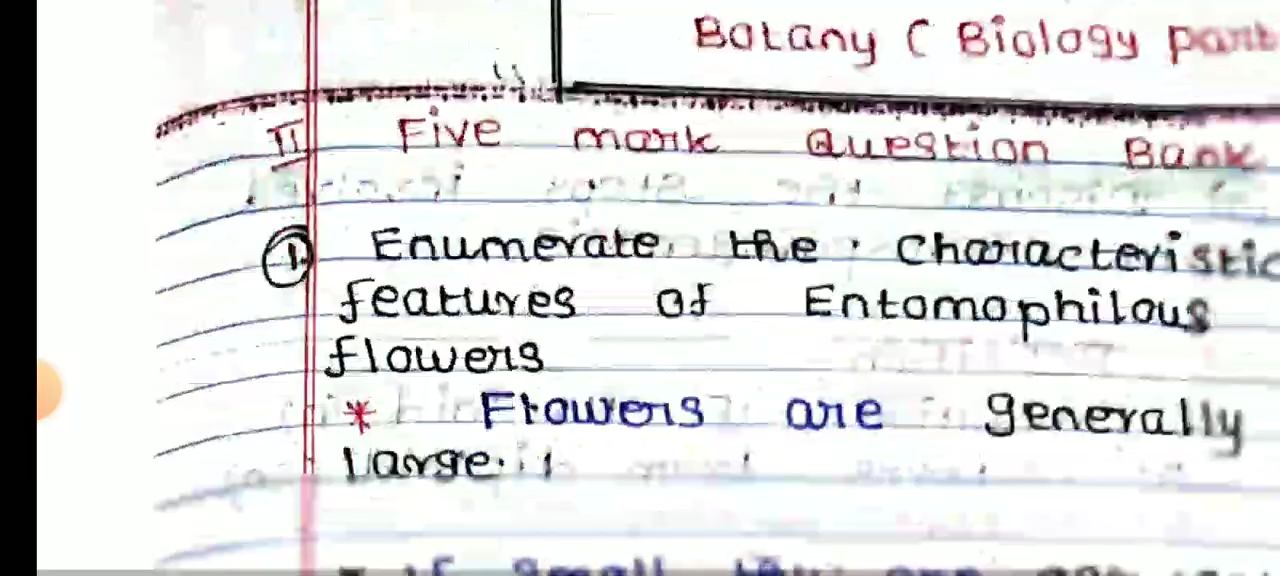 Botany ( Biology part
II Five mark Question Bank
1. Enumerate the Characteristic
features of Entomophilous
flowers
* Flowers are generally
large.